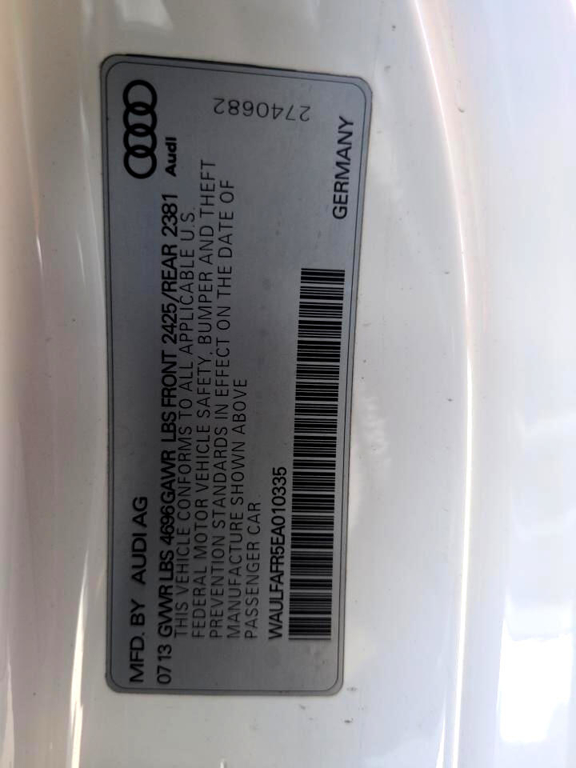 MFD. BY AUDI AG
0713 GVWR LBS 4696 GAWR LBS FRONT 2425/REAR 2381
Audi
THIS VEHICLE CONFORMS TO ALL APPLICABLE U.S.
FEDERAL MOTOR VEHICLE SAFETY, BUMPER AND THEFT
PREVENTION STANDARDS IN EFFECT ON THE DATE OF
MANUFACTURE SHOWN ABOVE
PASSENGER CAR
2740682
WAULFAFR5EA010335
GERMANY